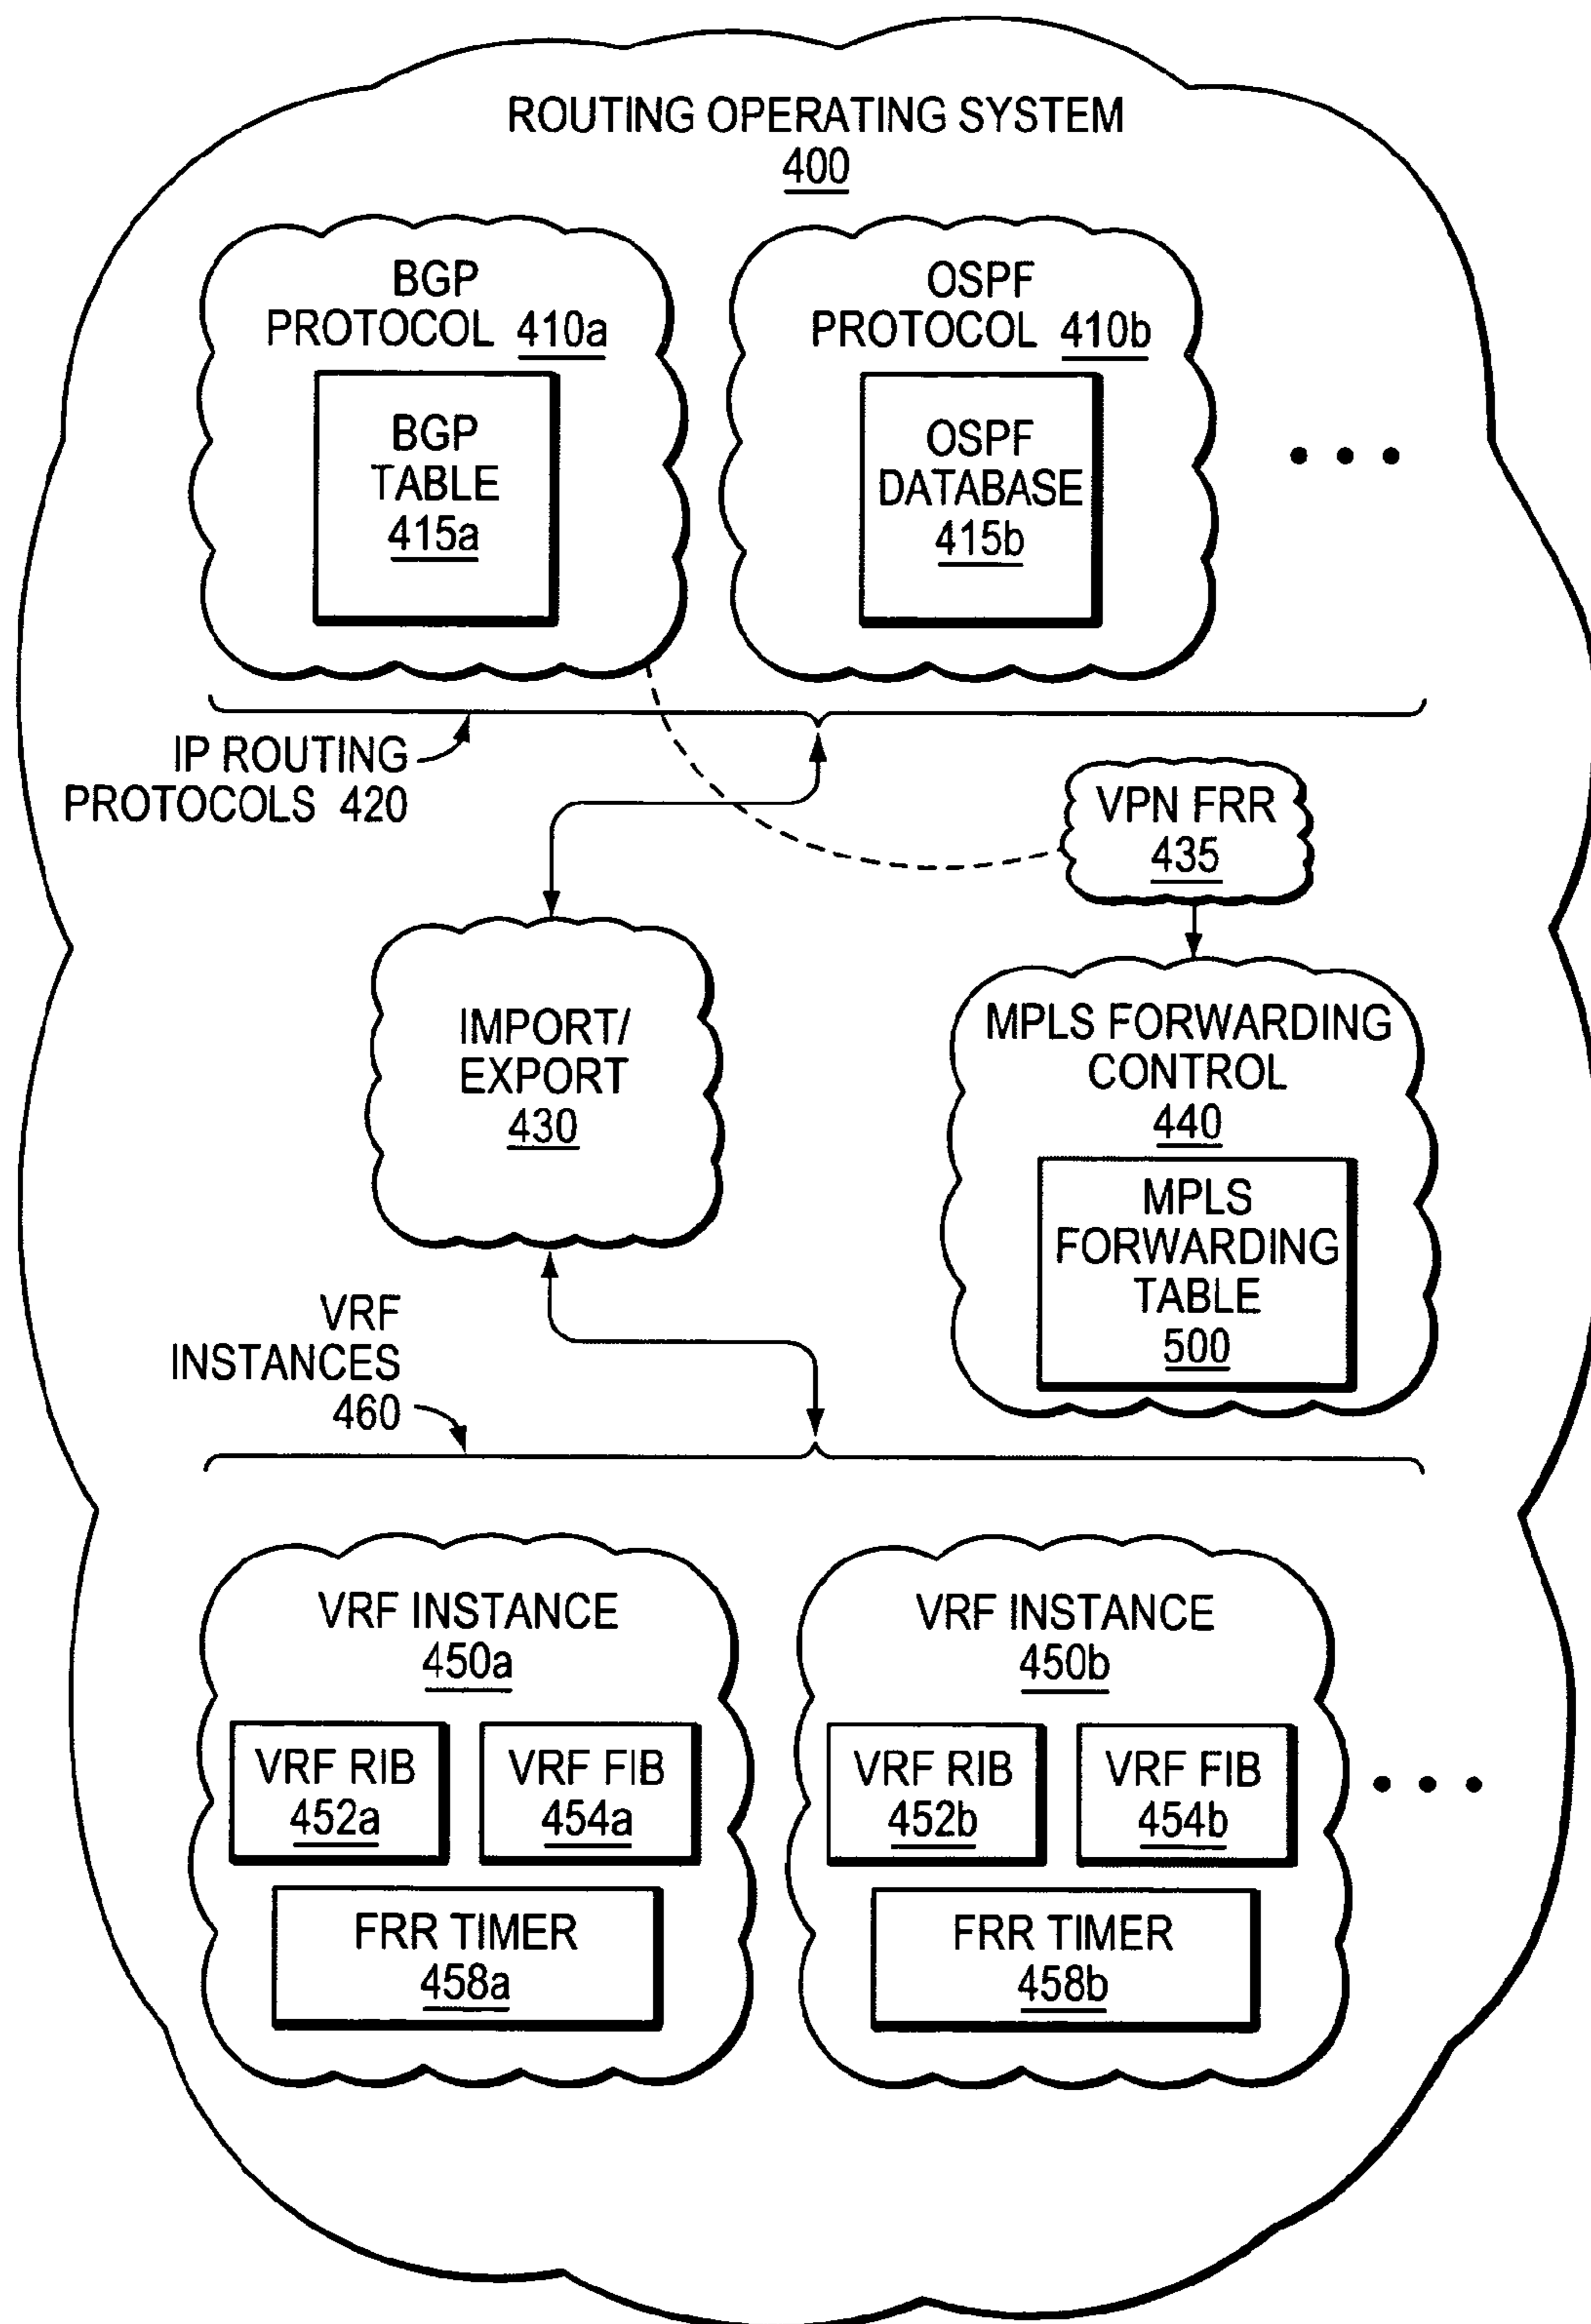 ROUTING OPERATING SYSTEM
400
BGP
PROTOCOL 410a
BGP
TABLE
415a
OSPF
PROTOCOL 410b
OSPF
DATABASE
415b
IP ROUTING
PROTOCOLS 420
VPN FRR
435
IMPORT/
EXPORT
430
MPLS FORWARDING
CONTROL
440
MPLS
FORWARDING
TABLE
500
VRF
INSTANCES
460
VRF INSTANCE
450a
VRF RIB
452a
VRF FIB
454a
FRR TIMER
458a
VRF INSTANCE
450b
VRF RIB
452b
VRF FIB
454b
FRR TIMER
458b